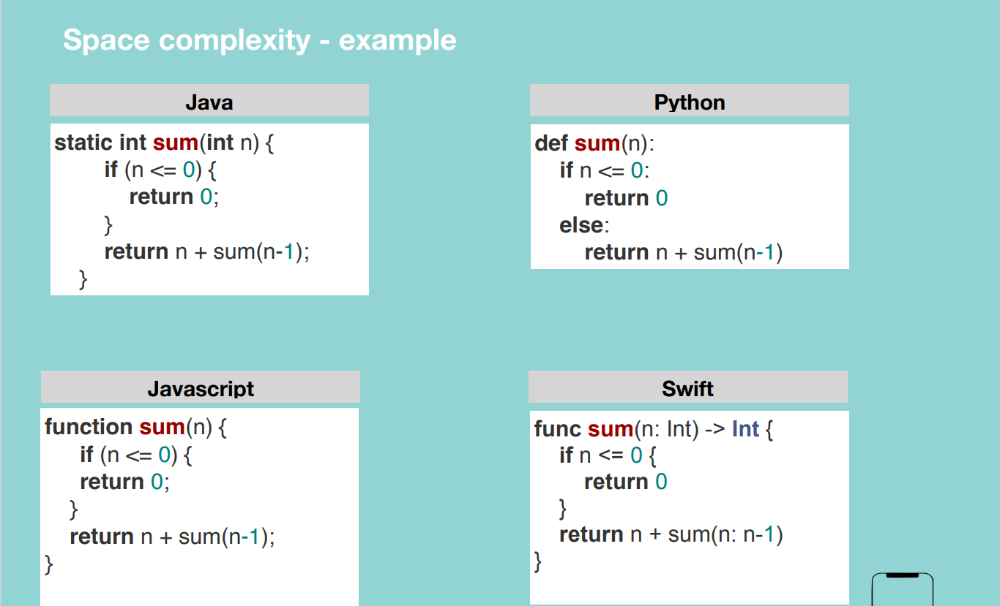 Space complexity - example
Java
static int sum(int n) {
if (n <= 0) {
return 0;
}
return n + sum(n-1);
}
Python
def sum(n):
if n <= 0:
return 0
else:
return n + sum(n-1)
Javascript
function sum(n) {
if (n <= 0) {
return 0;
}
return n + sum(n-1);
}
Swift
func sum(n: Int) -> Int {
if n <= 0 {
return 0
}
return n + sum(n: n-1)
}